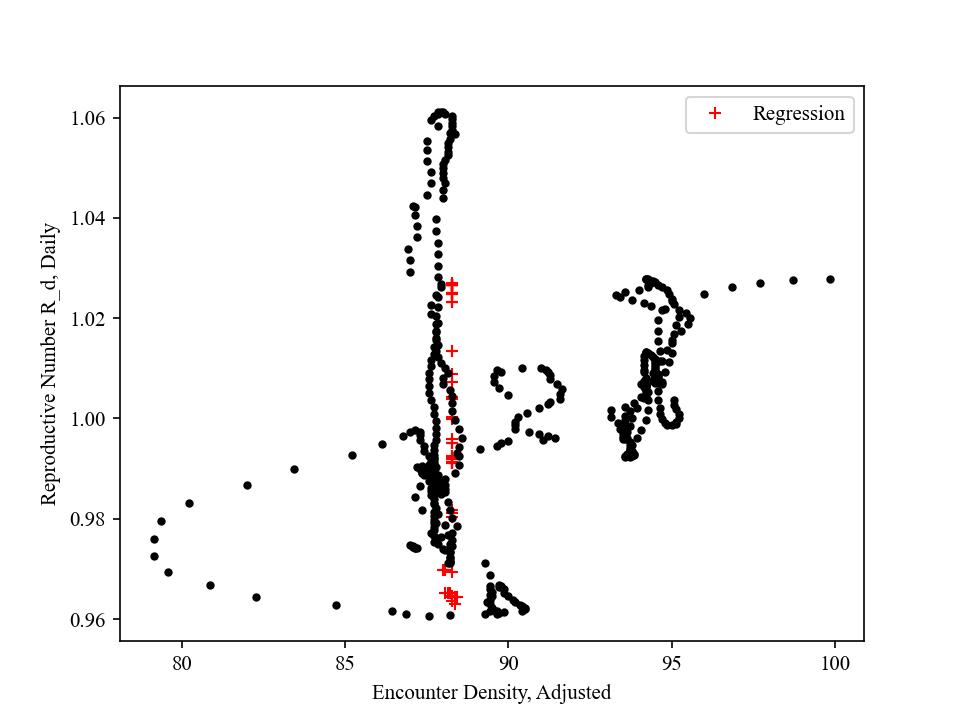 Regression
1.06
1.04
1.02
1.00
0.98
0.96
Reproductive Number R_d, Daily
80 85 90 95 100
Encounter Density, Adjusted